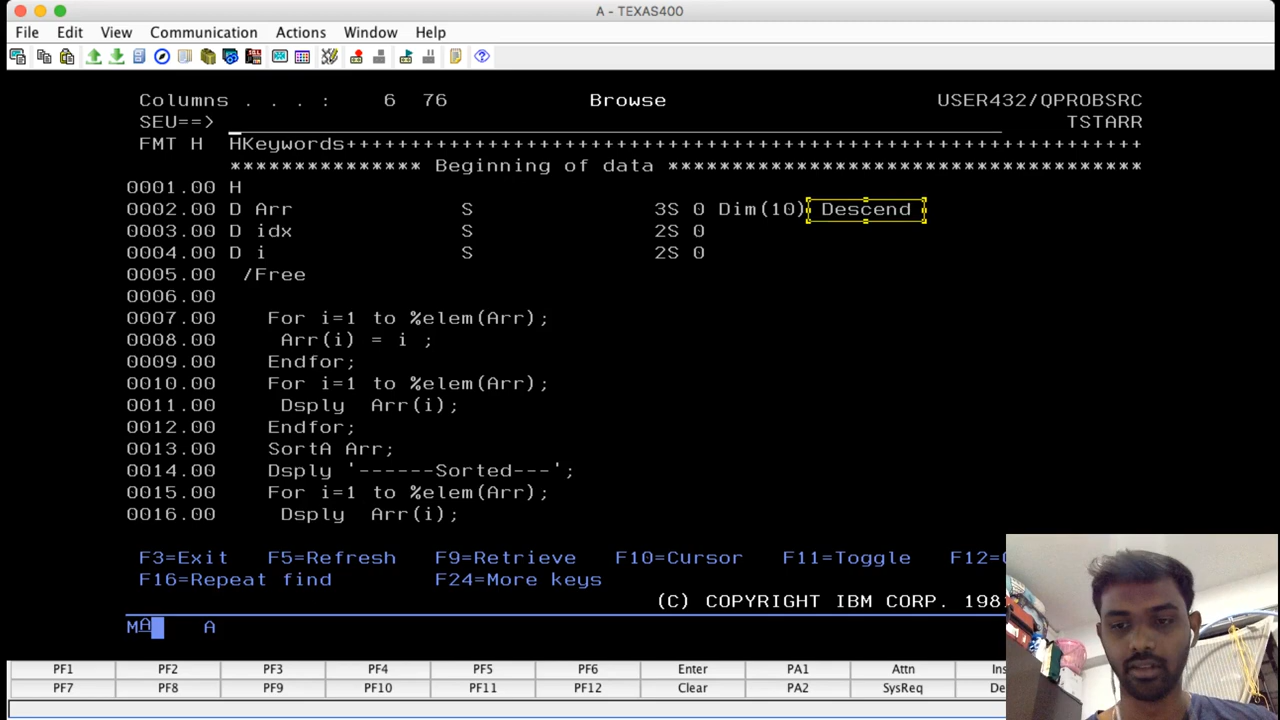 A - TEXAS400
File Edit View Communication Actions Window Help
Columns . . . : 6 76 Browse USER432/QPROBSRC
SEU==> TSTARR
FMT H HKeywords++++++++++++++++++++++++++++++++++++++++++++++++++++++++++++++
*************** Beginning of data *************************************
0001.00 H
0002.00 D Arr S 3S 0 Dim(10) Descend
0003.00 D idx S 2S 0
0004.00 D i S 2S 0
0005.00 /Free
0006.00
0007.00 For i=1 to %elem(Arr);
0008.00 Arr(i) = i ;
0009.00 Endfor;
0010.00 For i=1 to %elem(Arr);
0011.00 Dsply Arr(i);
0012.00 Endfor;
0013.00 SortA Arr;
0014.00 Dsply '------Sorted---';
0015.00 For i=1 to %elem(Arr);
0016.00 Dsply Arr(i);
F3=Exit F5=Refresh F9=Retrieve F10=Cursor F11=Toggle
F16=Repeat find F24=More keys
(C) COPYRIGHT IBM CORP.
MA A
PF1 PF2 PF3 PF4 PF5 PF6 Enter PA1 Attn
PF7 PF8 PF9 PF10 PF11 PF12 Clear PA2 SysReq